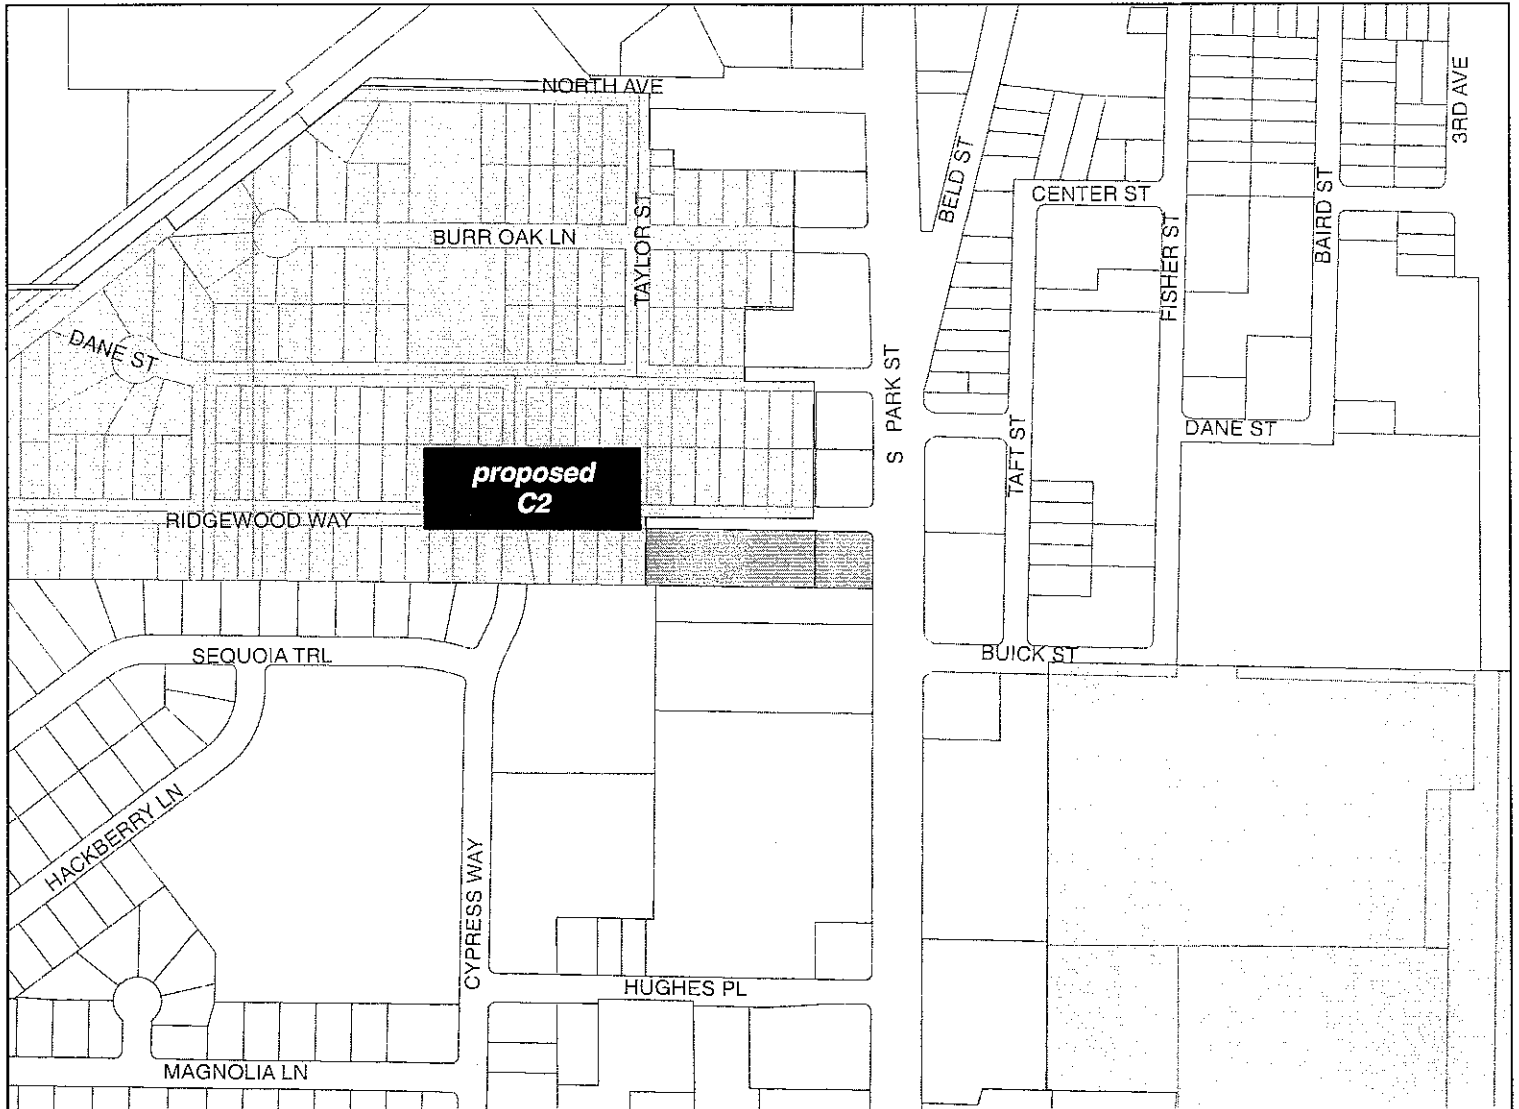 NORTH AVE
3RD AVE
BELD ST
CENTER ST
BAIRD ST
TAYLOR ST
FISHER ST
BURR OAK LN
DANE ST
S PARK ST
TAFT ST
DANE ST
proposed
C2
RIDGEWOOD WAY
SEQUOIA TRL
BUICK ST
HACKBERRY LN
CYPRESS WAY
HUGHES PL
MAGNOLIA LN